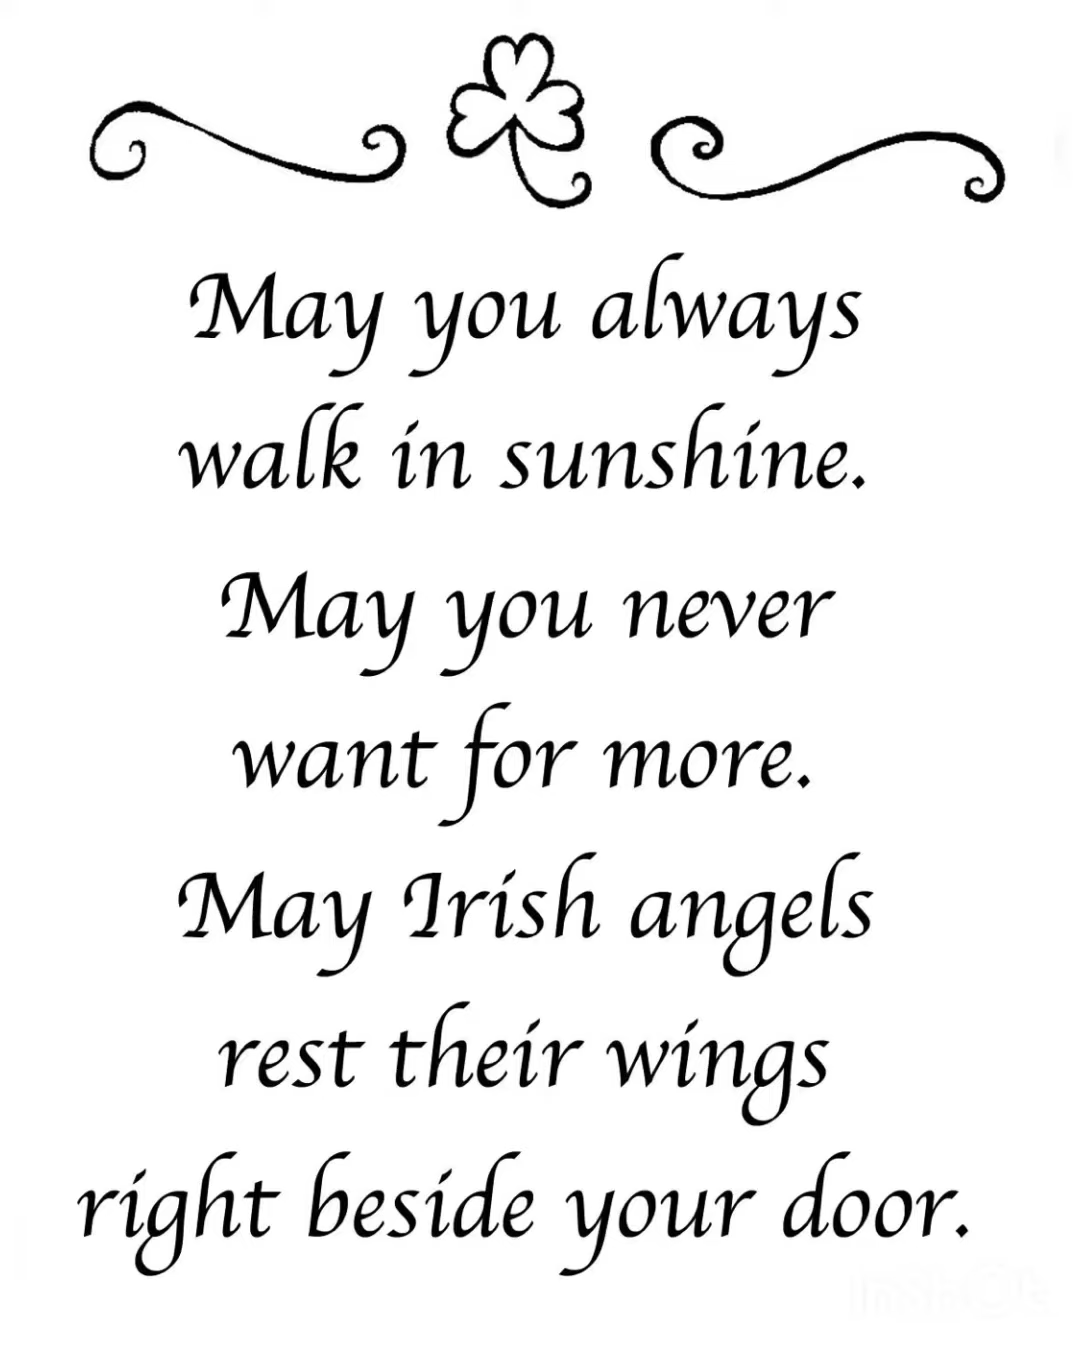 May you always
walk in sunshine.
May you never
want for more.
May Irish angels
rest their wings
right beside your door.